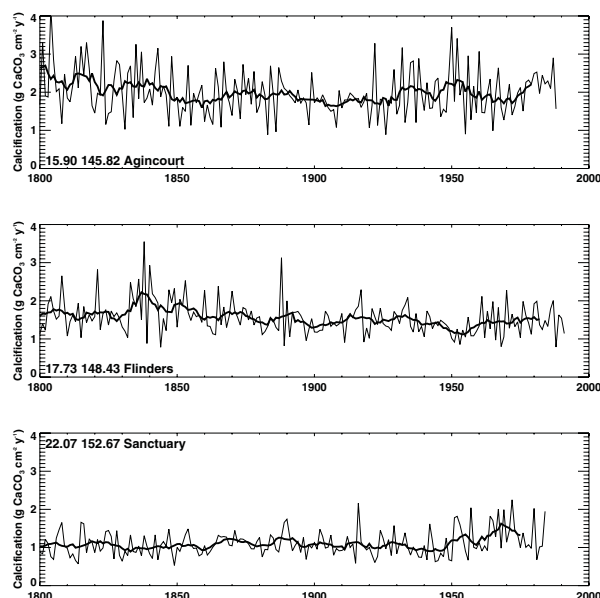 Calcification (g CaCO₃ cm⁻² y⁻¹)
4
3
2
1
0
15.90 145.82 Agincourt
1800 1850 1900 1950 2000
Calcification (g CaCO₃ cm⁻² y⁻¹)
4
3
2
1
0
17.73 148.43 Flinders
1800 1850 1900 1950 2000
Calcification (g CaCO₃ cm⁻² y⁻¹)
22.07 152.67 Sanctuary
4
3
2
1
0
1800 1850 1900 1950 2000